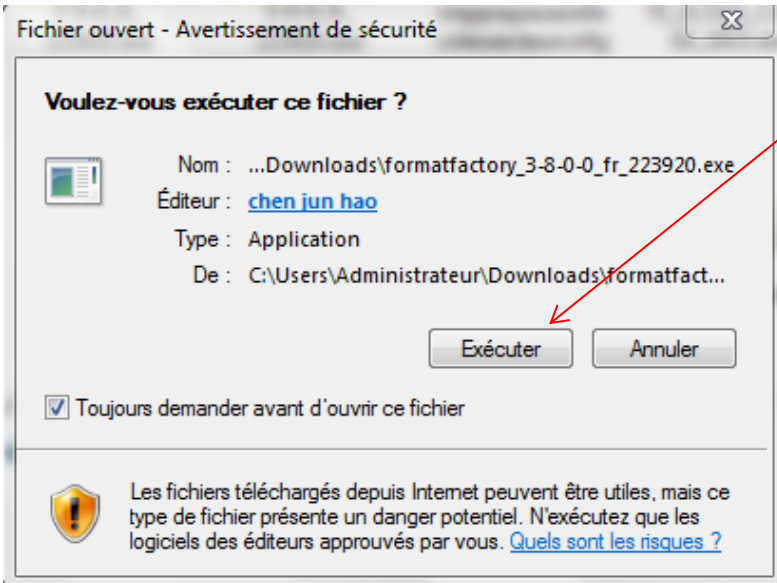 Fichier ouvert - Avertissement de sécurité
Voulez-vous exécuter ce fichier ?
Nom : ...Downloads\formatfactory_3-8-0-0_fr_223920.exe
Éditeur : chen jun hao
Type : Application
De : C:\Users\Administrateur\Downloads\formatfact...
Exécuter Annuler
Toujours demander avant d'ouvrir ce fichier
Les fichiers téléchargés depuis Internet peuvent être utiles, mais ce
type de fichier présente un danger potentiel. N'exécutez que les
logiciels des éditeurs approuvés par vous. Quels sont les risques ?